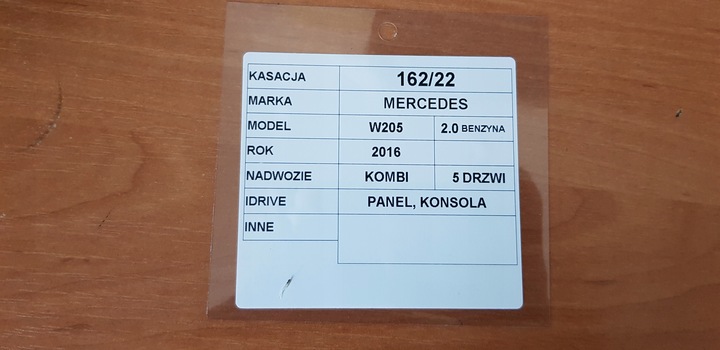 KASACJA 162/22
MARKA MERCEDES
MODEL W205 2.0 BENZYNA
ROK 2016
NADWOZIE KOMBI 5 DRZWI
IDRIVE PANEL, KONSOLA
INNE